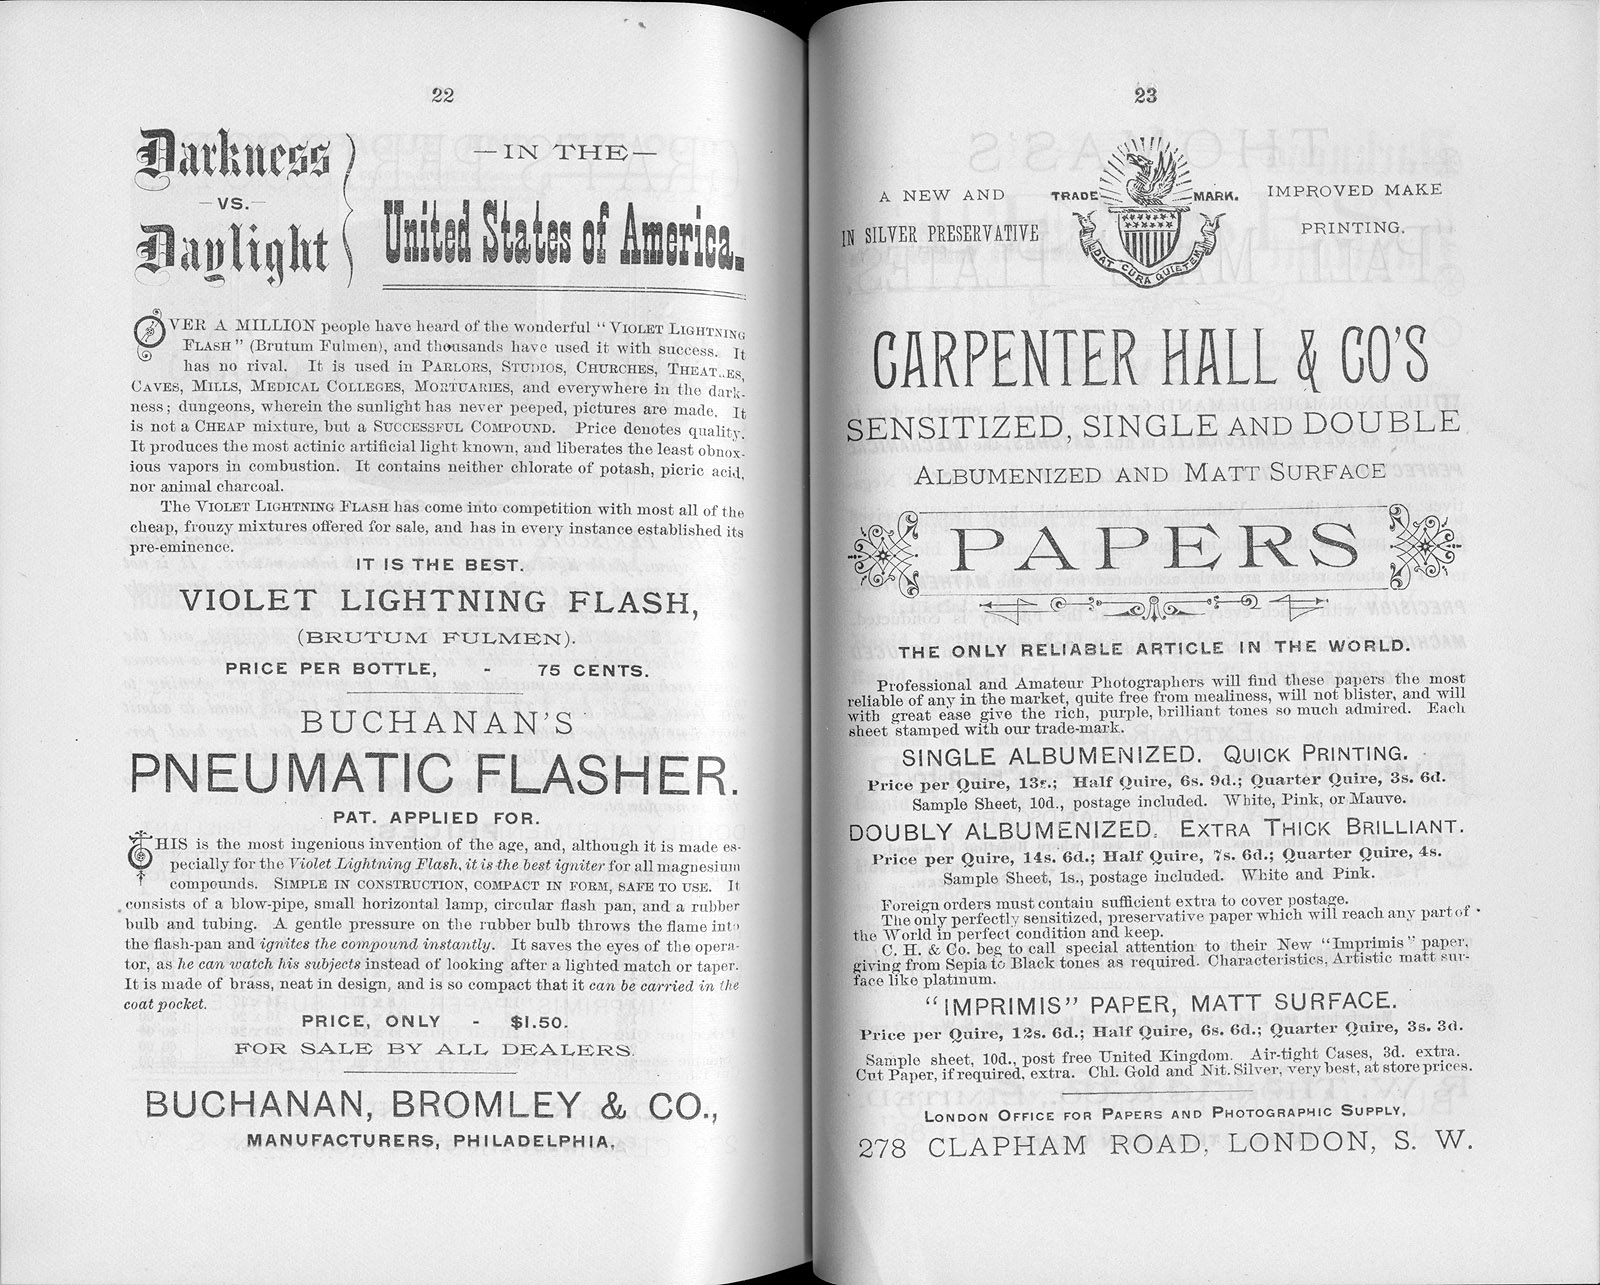 22
Darkness
—VS.—
Daylight
—IN THE—
United States of America.
OVER A MILLION people have heard of the wonderful "VIOLET LIGHTNING
FLASH" (Brutum Fulmen), and thousands have used it with success. It
has no rival. It is used in PARLORS, STUDIOS, CHURCHES, THEAT..ES,
CAVES, MILLS, MEDICAL COLLEGES, MORTUARIES, and everywhere in the dark-
ness; dungeons, wherein the sunlight has never peeped, pictures are made. It
is not a CHEAP mixture, but a SUCCESSFUL COMPOUND. Price denotes quality.
It produces the most actinic artificial light known, and liberates the least obnox-
ious vapors in combustion. It contains neither chlorate of potash, picric acid,
nor animal charcoal.
The VIOLET LIGHTNING FLASH has come into competition with most all of the
cheap, frouzy mixtures offered for sale, and has in every instance established its
pre-eminence.
IT IS THE BEST.
VIOLET LIGHTNING FLASH,
(BRUTUM FULMEN).
PRICE PER BOTTLE, - 75 CENTS.
BUCHANAN'S
PNEUMATIC FLASHER.
PAT. APPLIED FOR.
THIS is the most ingenious invention of the age, and, although it is made es-
pecially for the Violet Lightning Flash, it is the best igniter for all magnesium
compounds. SIMPLE IN CONSTRUCTION, COMPACT IN FORM, SAFE TO USE. It
consists of a blow-pipe, small horizontal lamp, circular flash pan, and a rubber
bulb and tubing. A gentle pressure on the rubber bulb throws the flame into
the flash-pan and ignites the compound instantly. It saves the eyes of the opera-
tor, as he can watch his subjects instead of looking after a lighted match or taper.
It is made of brass, neat in design, and is so compact that it can be carried in the
coat pocket.
PRICE, ONLY - $1.50.
FOR SALE BY ALL DEALERS.
BUCHANAN, BROMLEY & CO.,
MANUFACTURERS, PHILADELPHIA,
23
A NEW AND TRADE MARK. IMPROVED MAKE
IN SILVER PRESERVATIVE PRINTING.
DAT CURA QUIETEM
CARPENTER HALL & CO'S
SENSITIZED, SINGLE AND DOUBLE
ALBUMENIZED AND MATT SURFACE
PAPERS
THE ONLY RELIABLE ARTICLE IN THE WORLD.
Professional and Amateur Photographers will find these papers the most
reliable of any in the market, quite free from mealiness, will not blister, and will
with great ease give the rich, purple, brilliant tones so much admired. Each
sheet stamped with our trade-mark.
SINGLE ALBUMENIZED. QUICK PRINTING.
Price per Quire, 13s.; Half Quire, 6s. 9d.; Quarter Quire, 3s. 6d.
Sample Sheet, 10d., postage included. White, Pink, or Mauve.
DOUBLY ALBUMENIZED. EXTRA THICK BRILLIANT.
Price per Quire, 14s. 6d.; Half Quire, 7s. 6d.; Quarter Quire, 4s.
Sample Sheet, 1s., postage included. White and Pink.
Foreign orders must contain sufficient extra to cover postage.
The only perfectly sensitized, preservative paper which will reach any part of
the World in perfect condition and keep.
C. H. & Co. beg to call special attention to their New "Imprimis" paper,
giving from Sepia to Black tones as required. Characteristics, Artistic matt sur-
face like platinum.
"IMPRIMIS" PAPER, MATT SURFACE.
Price per Quire, 12s. 6d.; Half Quire, 6s. 6d.; Quarter Quire, 3s. 3d.
Sample sheet, 10d., post free United Kingdom. Air-tight Cases, 3d. extra.
Cut Paper, if required, extra. Chl. Gold and Nit. Silver, very best, at store prices.
LONDON OFFICE FOR PAPERS AND PHOTOGRAPHIC SUPPLY,
278 CLAPHAM ROAD, LONDON, S. W.